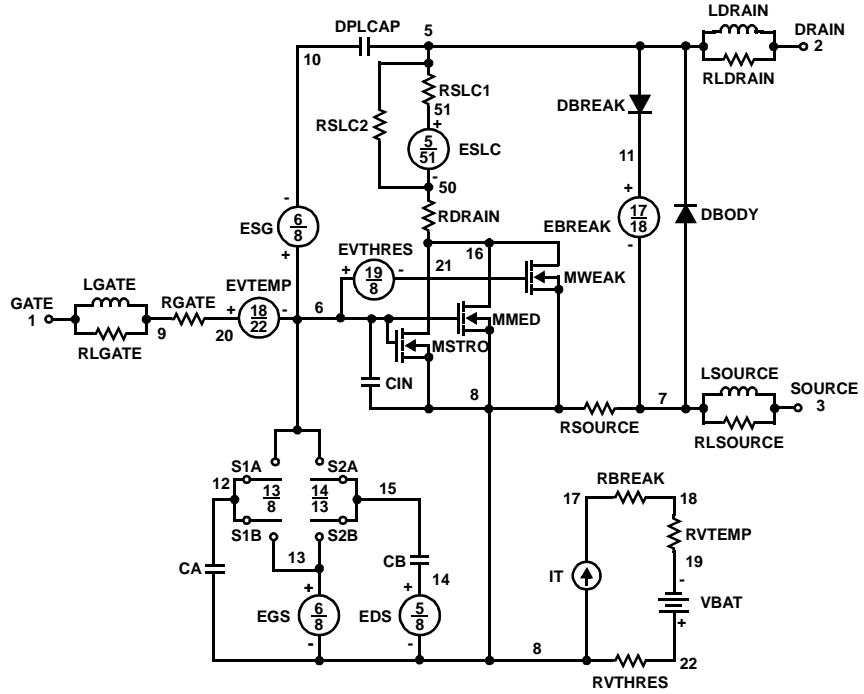 LDRAIN
DPLCAP 5 DRAIN
10 2
RSLC1 RLDRAIN
51 DBREAK
RSLC2 +
5
51
ESLC
11
-
50
- +
ESG 6
8
RDRAIN EBREAK 17
18
DBODY
+ EVTHRES 16 -
+ 19
8
- 21 MWEAK
LGATE EVTEMP
GATE RGATE + 18
22
- 6 MMED
1 9 20 MSTRO
RLGATE
CIN LSOURCE
8 7 SOURCE
3
RSOURCE RLSOURCE
S1A S2A
12 13
8
14
13
15 RBREAK
17 18
S1B S2B
13 RVTEMP
CA CB 19
14 IT -
+ + VBAT
EGS 6
8
EDS 5
8
+
- - 8 22
RVTHRES